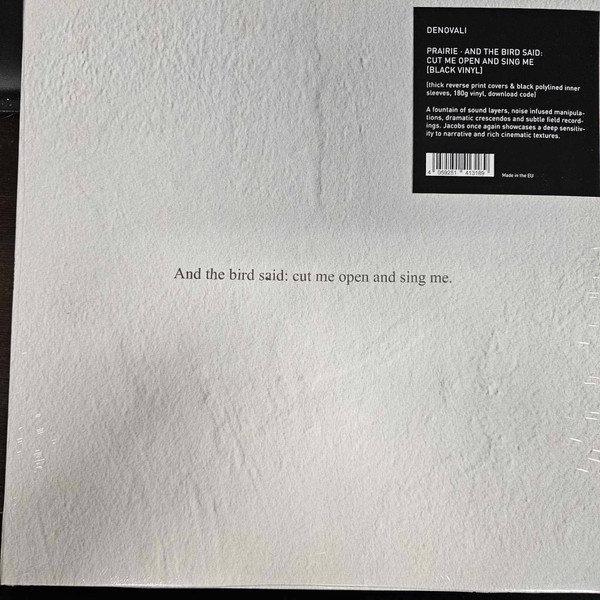 DENOVALI
PRAIRIE · AND THE BIRD SAID:
CUT ME OPEN AND SING ME
[BLACK VINYL]
[thick reverse print covers & black polylined inner
sleeves, 180g vinyl, download code]
A fountain of sound layers, noise infused manipula-
tions, dramatic crescendos and subtle field record-
ings. Jacobs once again showcases a deep sensitiv-
ity to narrative and rich cinematic textures.
4 059251 413189
Made in the EU
And the bird said: cut me open and sing me.